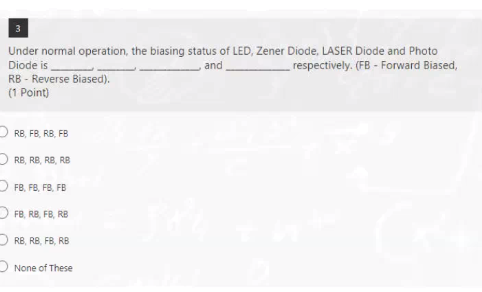 3
Under normal operation, the biasing status of LED, Zener Diode, LASER Diode and Photo
Diode is ________, ________, ____________, and ____________ respectively. (FB - Forward Biased,
RB - Reverse Biased).
(1 Point)
RB, FB, RB, FB
RB, RB, RB, RB
FB, FB, FB, FB
FB, RB, FB, RB
RB, RB, FB, RB
None of These